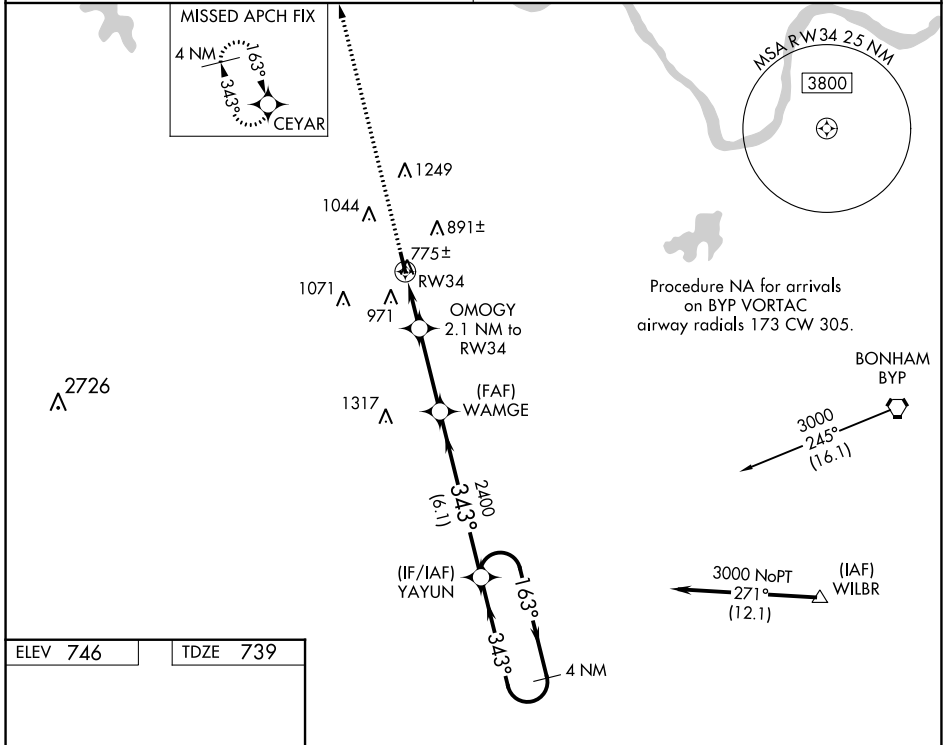 MISSED APCH FIX
4 NM
163°
343°
CEYAR
MSA RW34 25 NM
3800
1249
1044
891±
775±
RW34
1071
971
OMOGY
2.1 NM to
RW34
Procedure NA for arrivals
on BYP VORTAC
airway radials 173 CW 305.
BONHAM
BYP
2726
1317
(FAF)
WAMGE
3000
245°
(16.1)
2400
343°
(6.1)
(IF/IAF)
YAYUN
163°
343°
4 NM
3000 NoPT
271°
(12.1)
(IAF)
WILBR
ELEV 746
TDZE 739